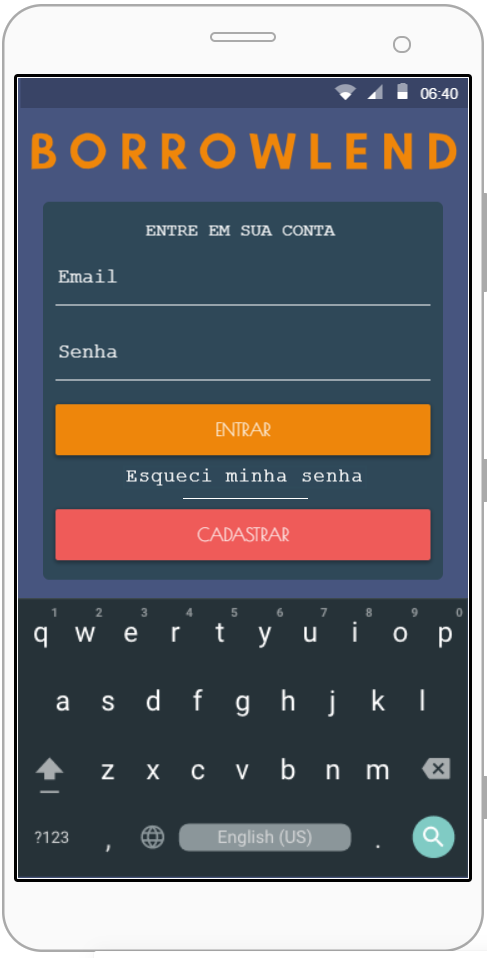 06:40
BORROWLEND
ENTRE EM SUA CONTA
Email
Senha
ENTRAR
Esqueci minha senha
CADASTRAR
1 2 3 4 5 6 7 8 9 0
q w e r t y u i o p
a s d f g h j k l
z x c v b n m
?123 , English (US) .